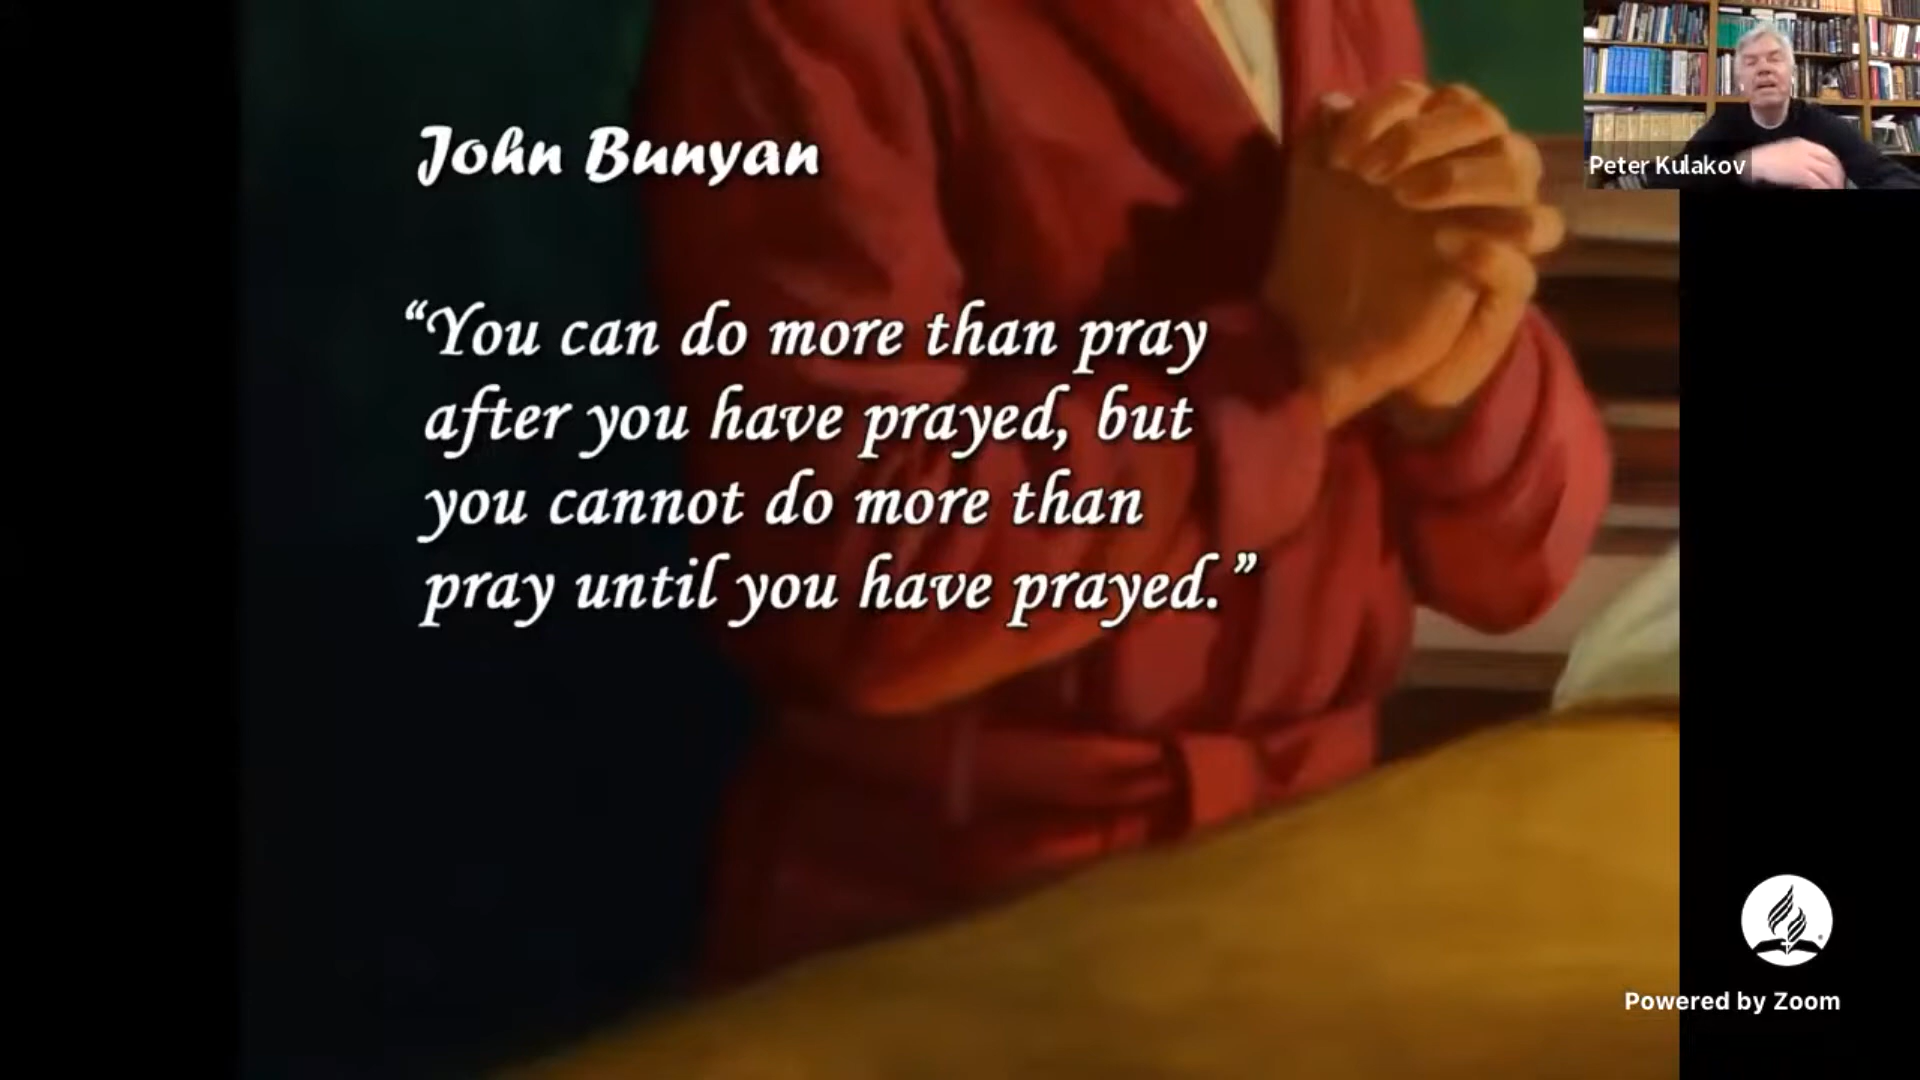 John Bunyan
“You can do more than pray
after you have prayed, but
you cannot do more than
pray until you have prayed.”
Peter Kulakov
Powered by Zoom